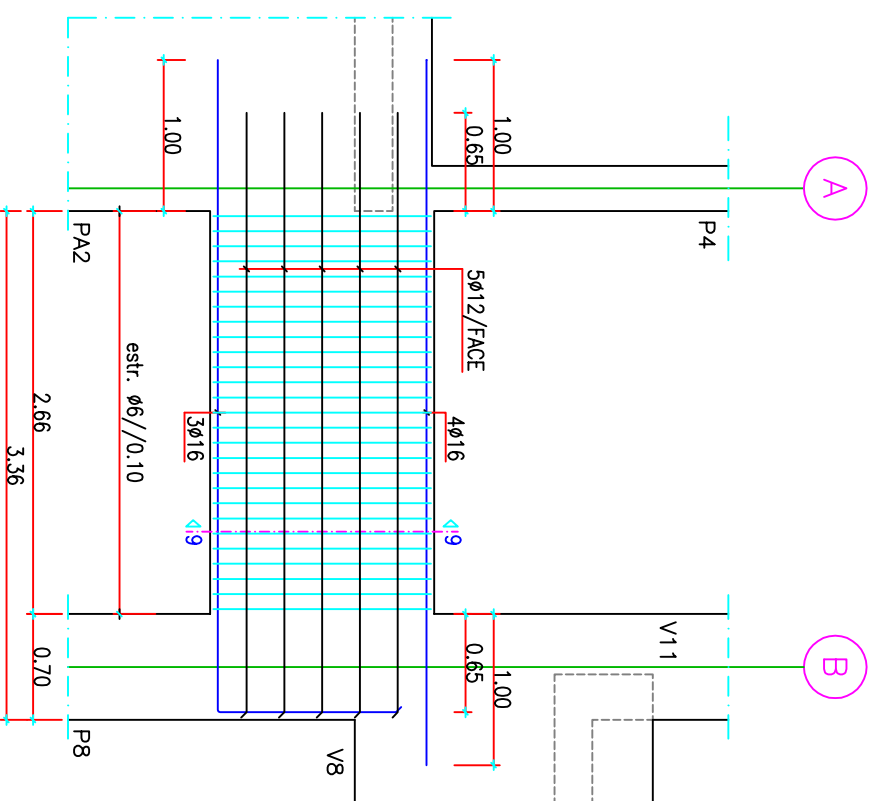 A
B
P4
V11
1.00
0.65
5ø12/FACE
4ø16
9
0.65
1.00
V8
1.00
3ø16
9
PA2
estr. ø6//0.10
P8
2.66
0.70
3.36